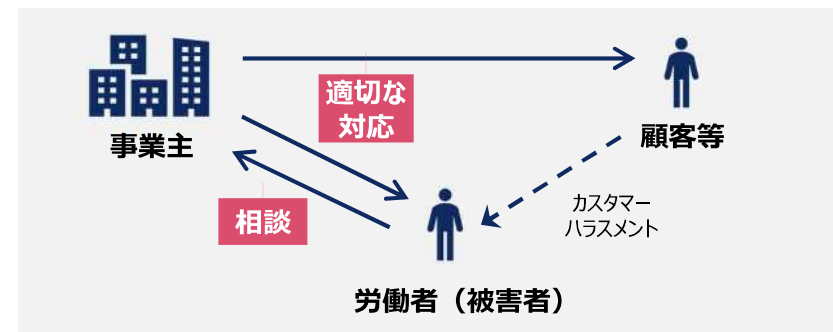 適切な
対応
事業主
顧客等
相談
カスタマー
ハラスメント
労働者（被害者）